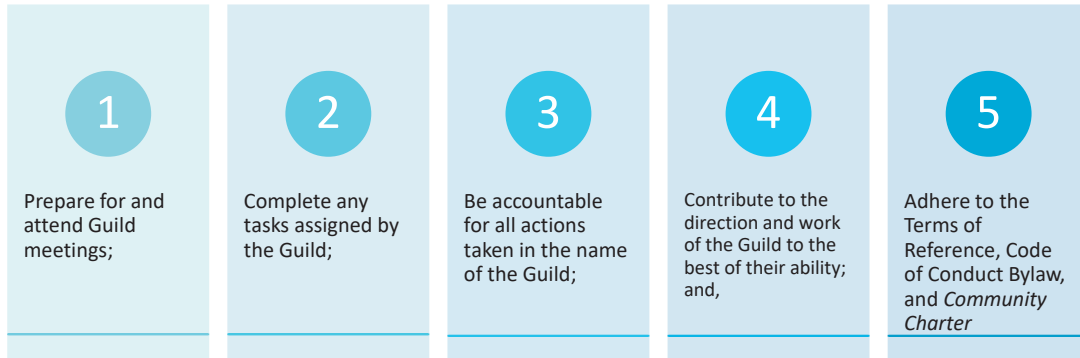 1
Prepare for and
attend Guild
meetings;
2
Complete any
tasks assigned by
the Guild;
3
Be accountable
for all actions
taken in the name
of the Guild;
4
Contribute to the
direction and work
of the Guild to the
best of their ability;
and,
5
Adhere to the
Terms of
Reference, Code
of Conduct Bylaw,
and Community
Charter